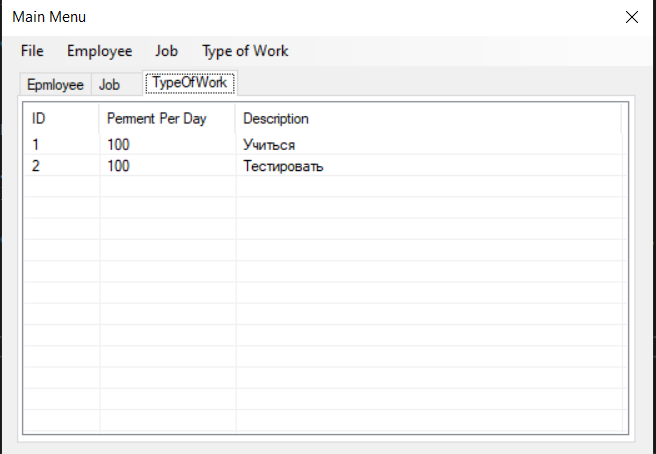 Main Menu
File Employee Job Type of Work
Epmloyee Job TypeOfWork
ID Perment Per Day Description
1 100 Учиться
2 100 Тестировать